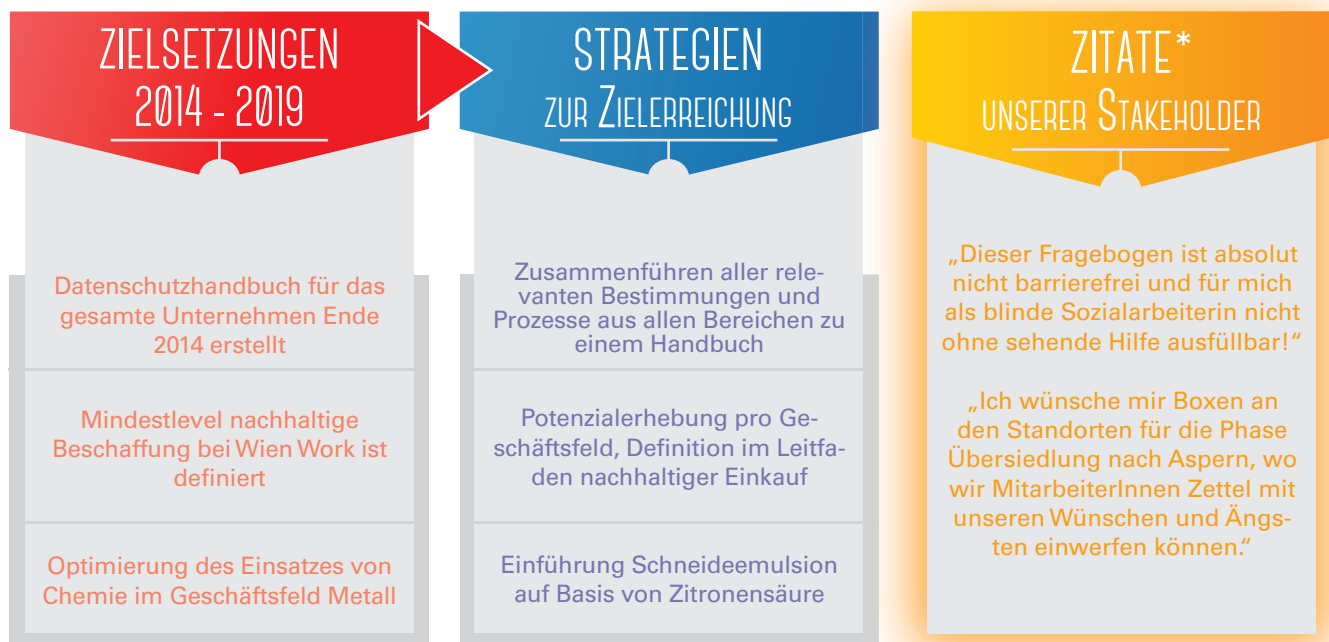 ZIELSETZUNGEN
2014 - 2019
Datenschutzhandbuch für das
gesamte Unternehmen Ende
2014 erstellt
Mindestlevel nachhaltige
Beschaffung bei Wien Work ist
definiert
Optimierung des Einsatzes von
Chemie im Geschäftsfeld Metall
STRATEGIEN
ZUR ZIELERREICHUNG
Zusammenführen aller rele-
vanten Bestimmungen und
Prozesse aus allen Bereichen zu
einem Handbuch
Potenzialerhebung pro Ge-
schäftsfeld, Definition im Leitfa-
den nachhaltiger Einkauf
Einführung Schneideemulsion
auf Basis von Zitronensäure
ZITATE*
UNSERER STAKEHOLDER
„Dieser Fragebogen ist absolut
nicht barrierefrei und für mich
als blinde Sozialarbeiterin nicht
ohne sehende Hilfe ausfüllbar!“
„Ich wünsche mir Boxen an
den Standorten für die Phase
Übersiedlung nach Aspern, wo
wir MitarbeiterInnen Zettel mit
unseren Wünschen und Ängs-
ten einwerfen können.“